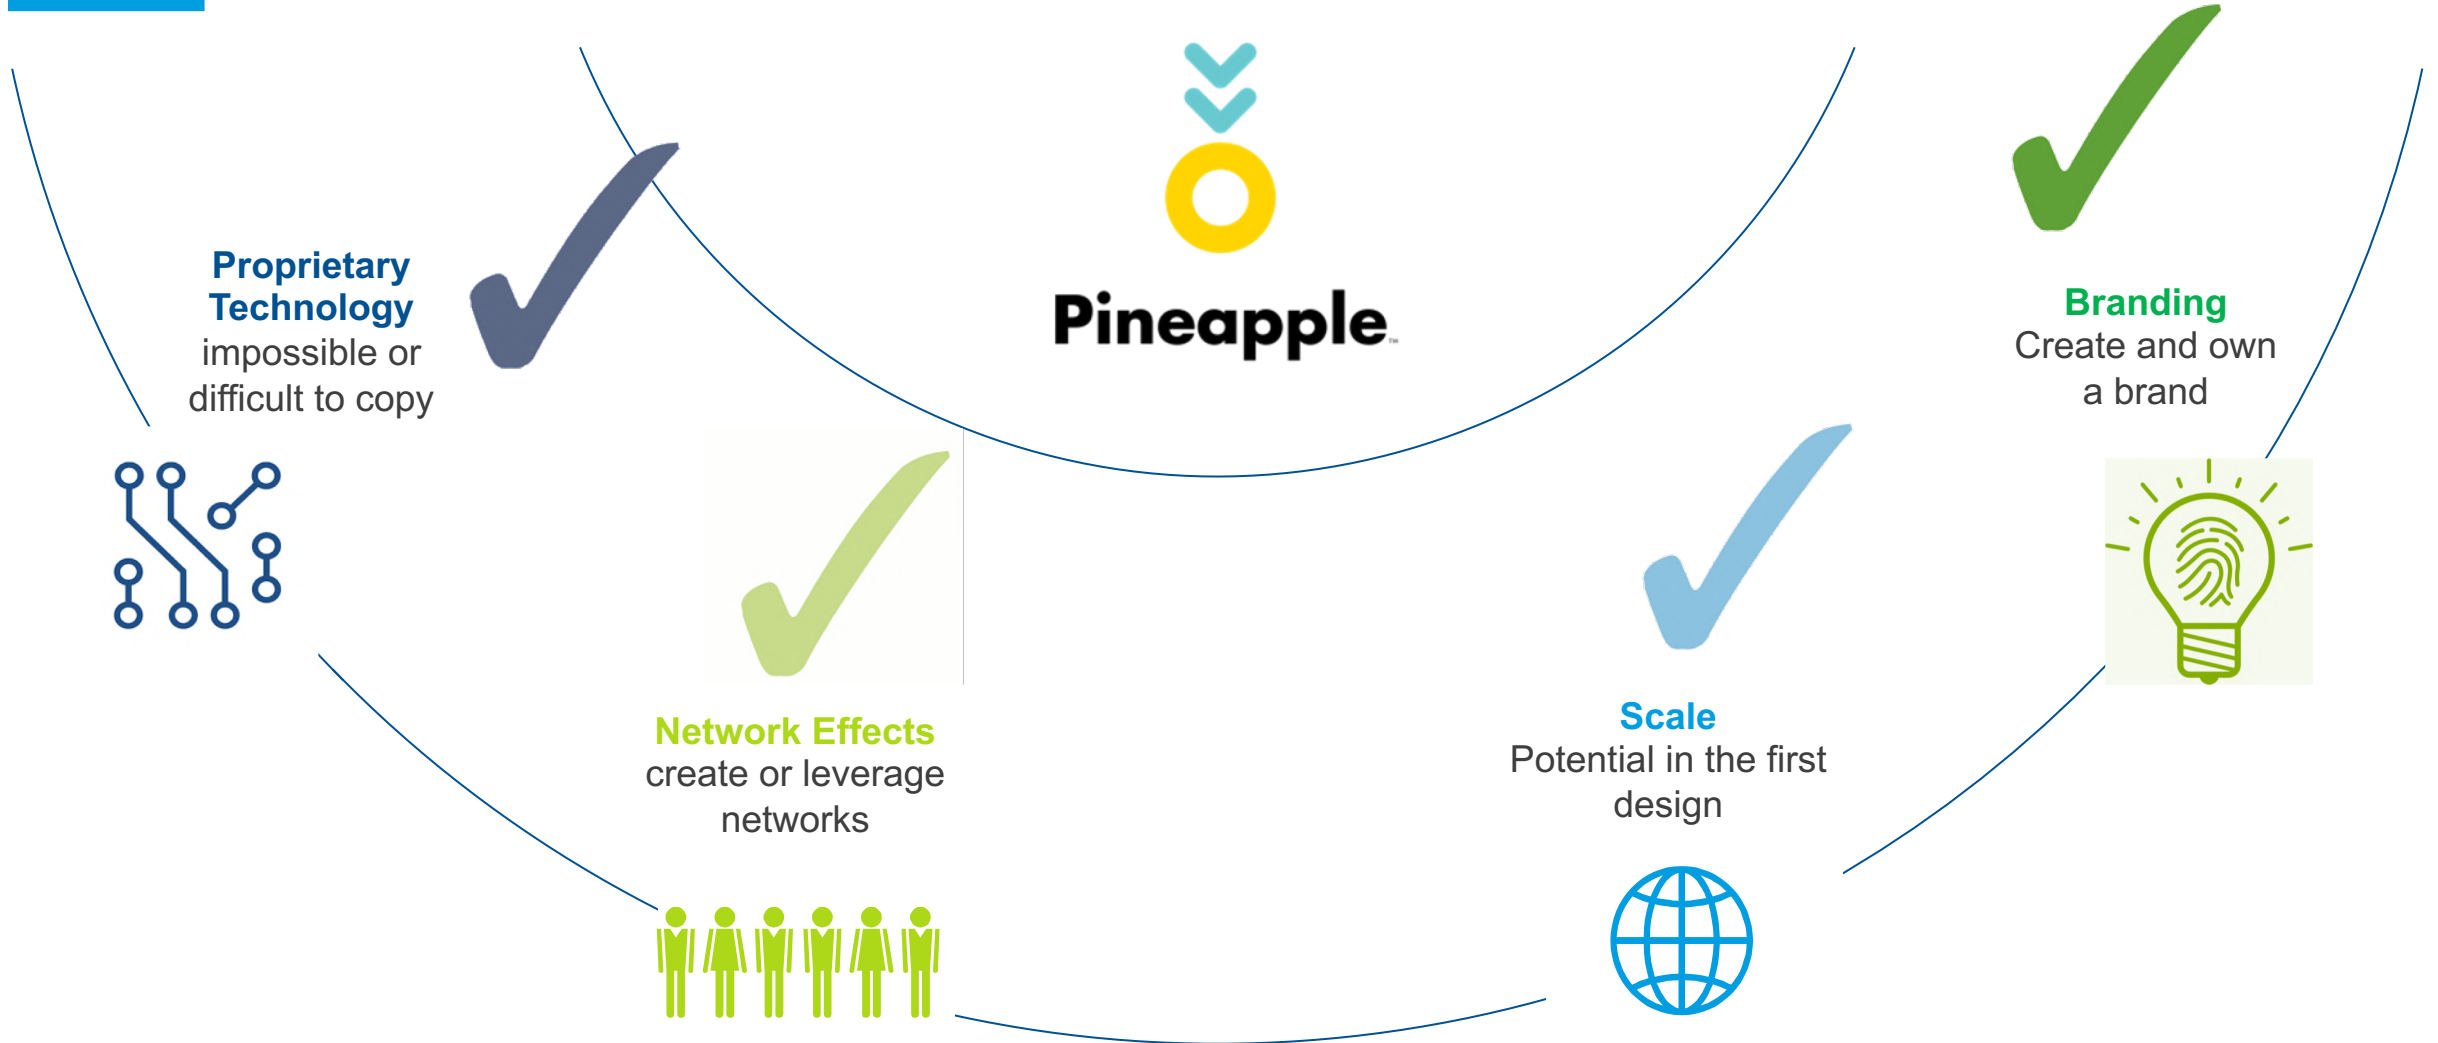 Pineapple™
Proprietary
Technology
impossible or
difficult to copy
Network Effects
create or leverage
networks
Scale
Potential in the first
design
Branding
Create and own
a brand